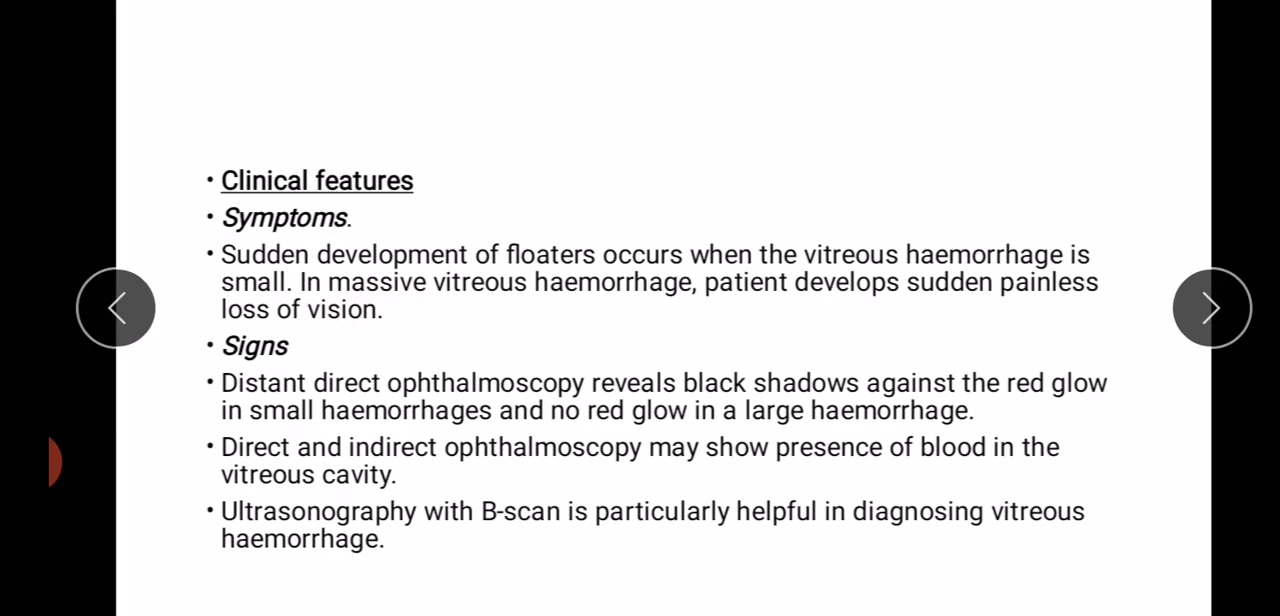 • Clinical features
• Symptoms.
• Sudden development of floaters occurs when the vitreous haemorrhage is
small. In massive vitreous haemorrhage, patient develops sudden painless
loss of vision.
• Signs
• Distant direct ophthalmoscopy reveals black shadows against the red glow
in small haemorrhages and no red glow in a large haemorrhage.
• Direct and indirect ophthalmoscopy may show presence of blood in the
vitreous cavity.
• Ultrasonography with B-scan is particularly helpful in diagnosing vitreous
haemorrhage.